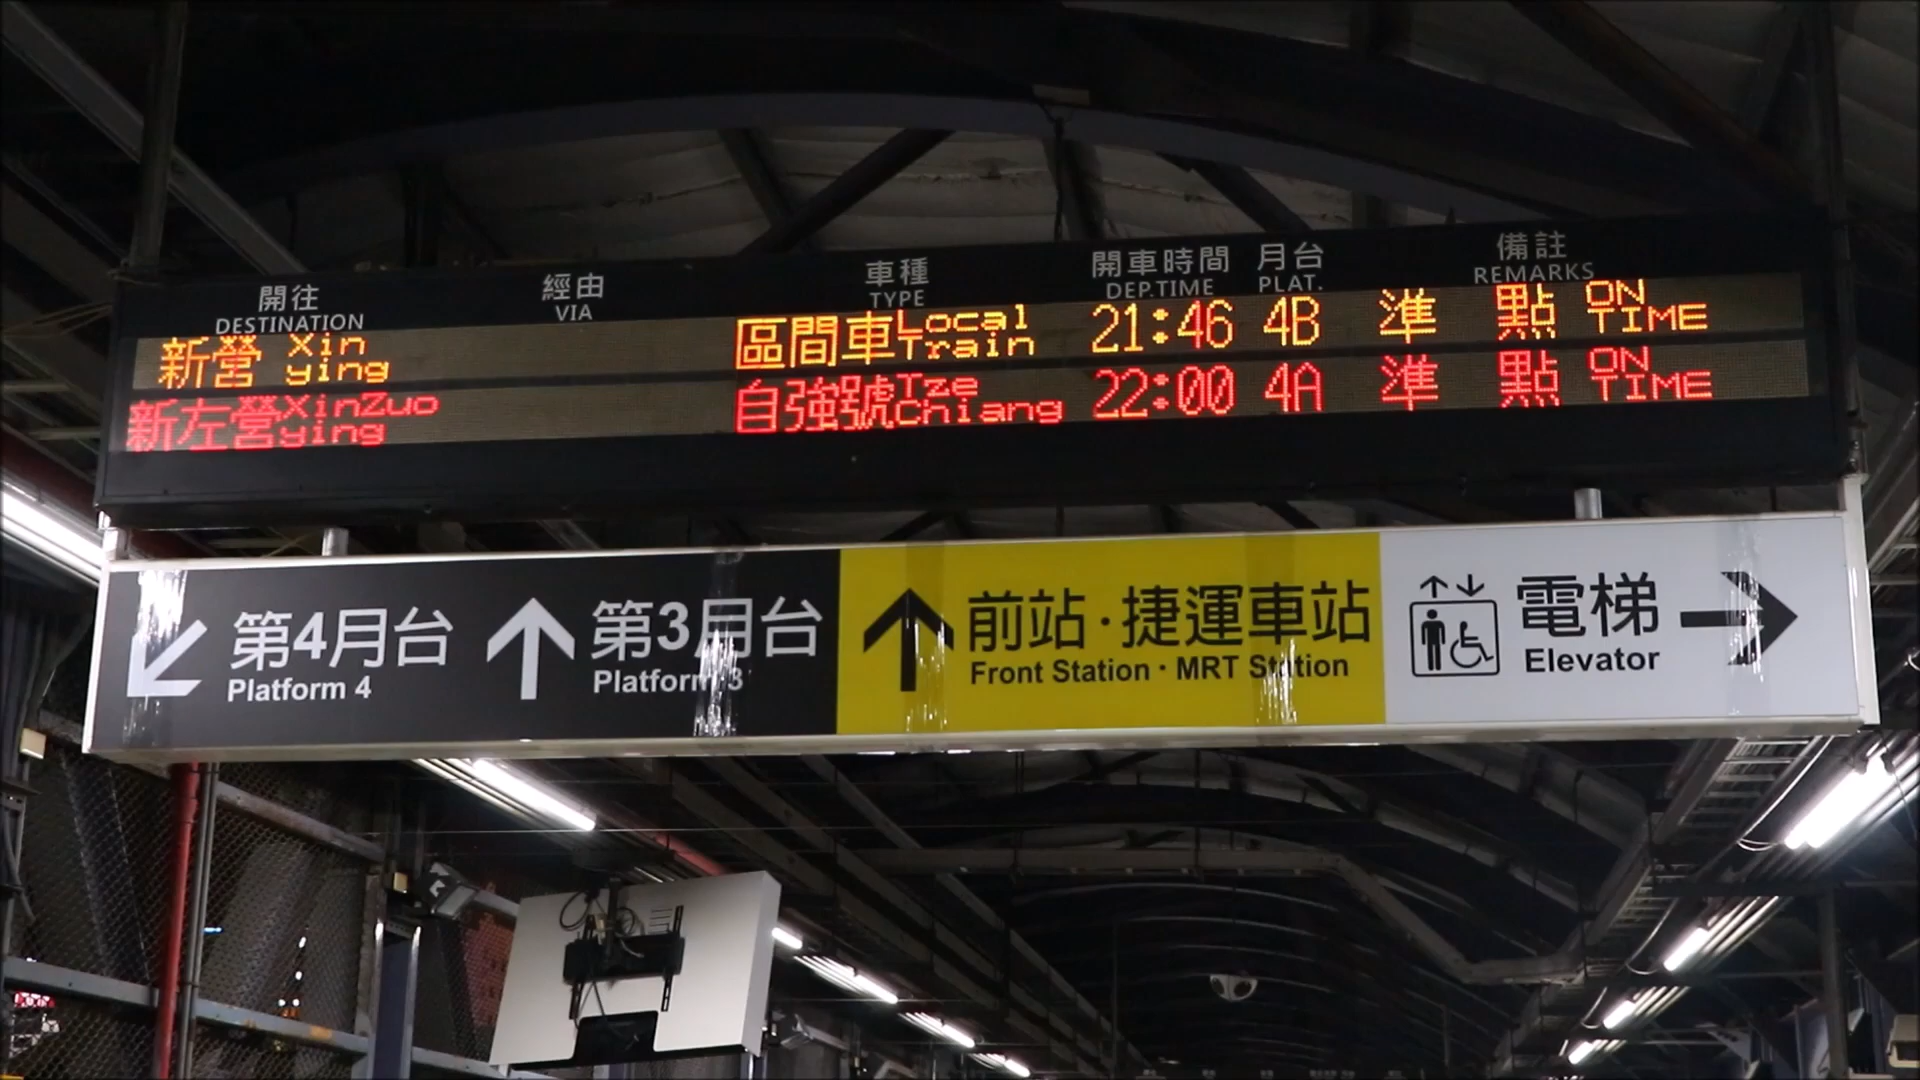 開往 經由 車種 開車時間 月台 備註
DESTINATION VIA TYPE DEP.TIME PLAT. REMARKS
新營 Xin ying 區間車 Local Train 21:46 4B 準 點 ON TIME
新左營 XinZuo ying 自強號 Tze Chiang 22:00 4A 準 點 ON TIME
第4月台 第3月台 前站·捷運車站 電梯
Platform 4 Platform 3 Front Station · MRT Station Elevator